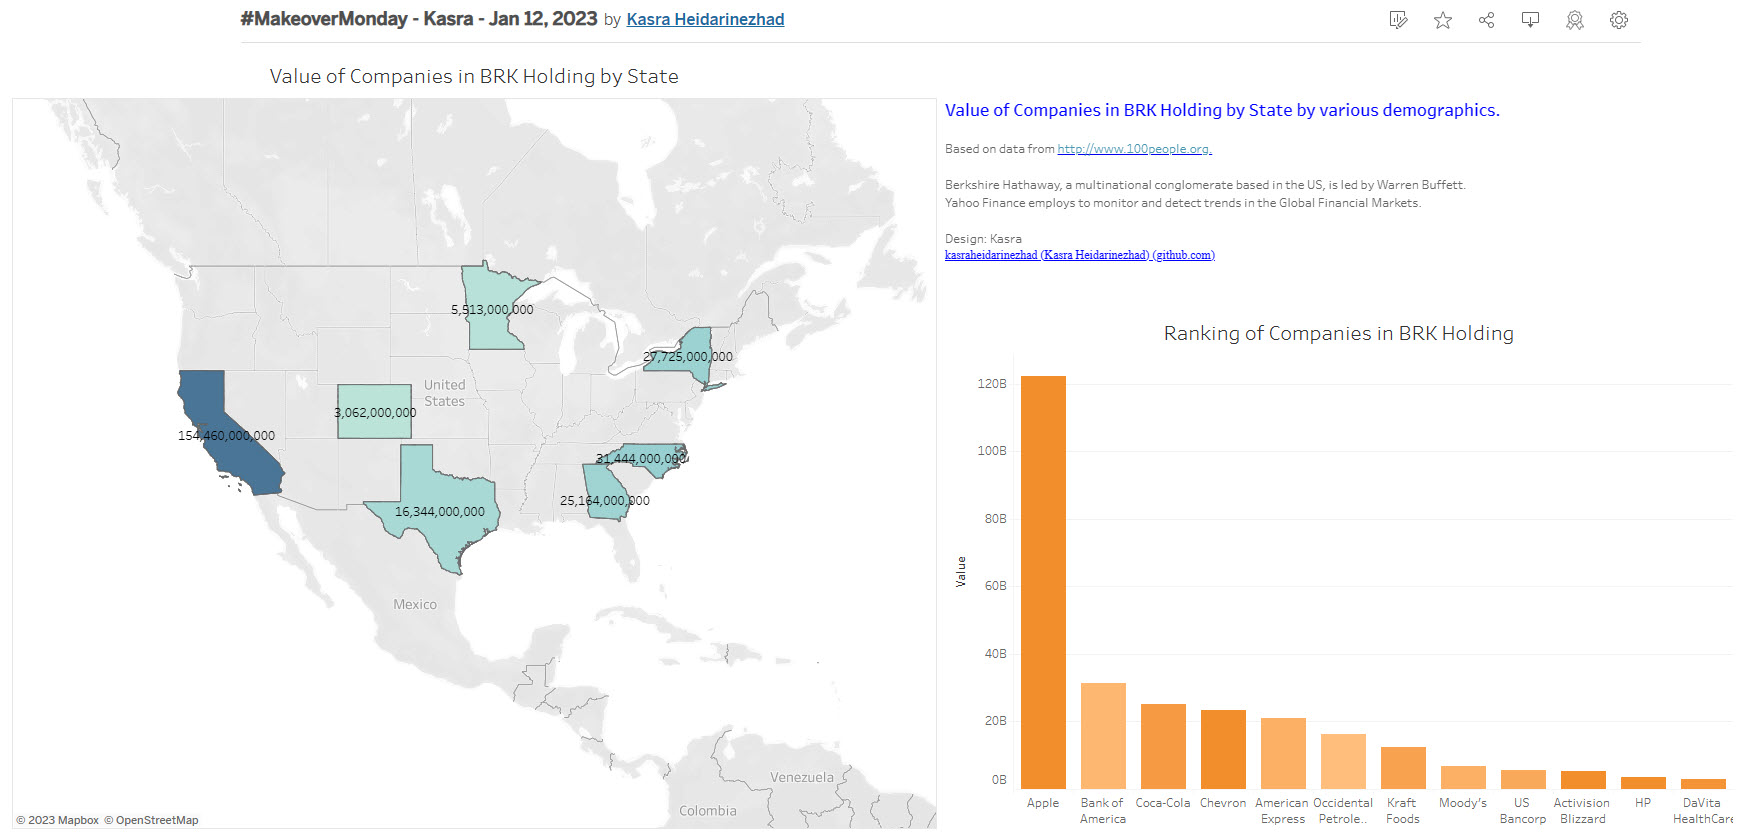 #MakeoverMonday - Kasra - Jan 12, 2023 by Kasra Heidarinezhad
Value of Companies in BRK Holding by State
5,513,000,000
27,725,000,000
United
States
3,062,000,000
154,460,000,000
31,444,000,000
25,164,000,000
16,344,000,000
Mexico
Venezuela
Colombia
© 2023 Mapbox © OpenStreetMap
Value of Companies in BRK Holding by State by various demographics.
Based on data from http://www.100people.org.
Berkshire Hathaway, a multinational conglomerate based in the US, is led by Warren Buffett.
Yahoo Finance employs to monitor and detect trends in the Global Financial Markets.
Design: Kasra
kasraheidarinezhad (Kasra Heidarinezhad) (github.com)
Ranking of Companies in BRK Holding
120B
100B
80B
60B
40B
20B
0B
Value
Apple
Bank of
America
Coca-Cola
Chevron
American
Express
Occidental
Petrole..
Kraft
Foods
Moody's
US
Bancorp
Activision
Blizzard
HP
DaVita
HealthCare